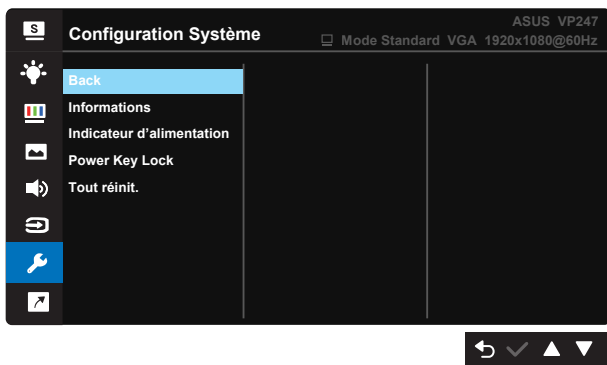 S
Configuration Système
ASUS VP247
Mode Standard VGA 1920x1080@60Hz
Back
Informations
Indicateur d’alimentation
Power Key Lock
Tout réinit.